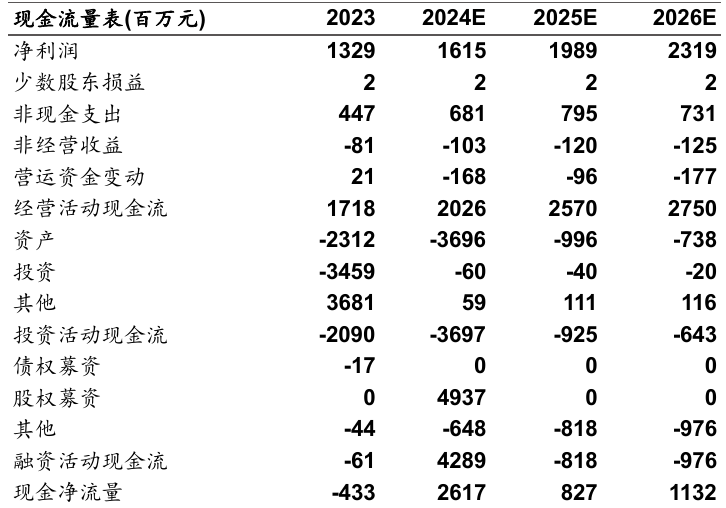 现金流量表(百万元) 2023 2024E 2025E 2026E
净利润 1329 1615 1989 2319
少数股东损益 2 2 2 2
非现金支出 447 681 795 731
非经营收益 -81 -103 -120 -125
营运资金变动 21 -168 -96 -177
经营活动现金流 1718 2026 2570 2750
资产 -2312 -3696 -996 -738
投资 -3459 -60 -40 -20
其他 3681 59 111 116
投资活动现金流 -2090 -3697 -925 -643
债权募资 -17 0 0 0
股权募资 0 4937 0 0
其他 -44 -648 -818 -976
融资活动现金流 -61 4289 -818 -976
现金净流量 -433 2617 827 1132